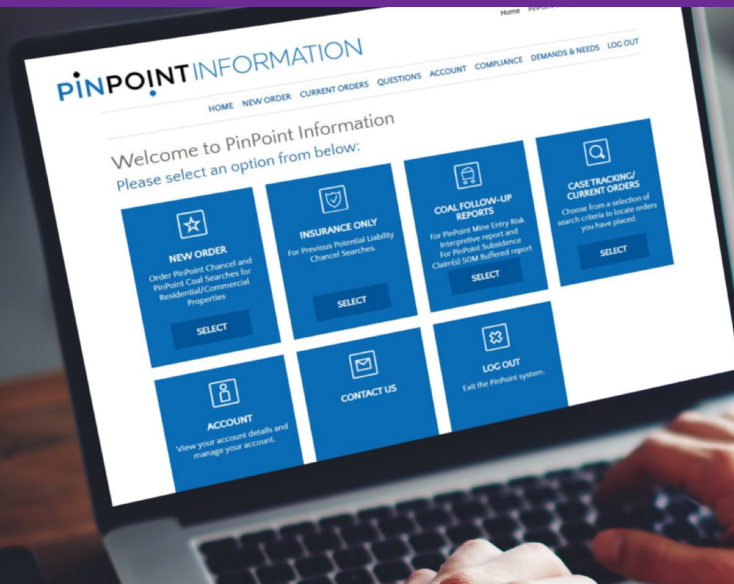 Home
PINPOINT INFORMATION
HOME NEW ORDER CURRENT ORDERS QUESTIONS ACCOUNT COMPLIANCE DEMANDS & NEEDS LOG OUT
Welcome to PinPoint Information
Please select an option from below:
NEW ORDER
Order PinPoint Chancel and
PinPoint Coal Searches for
Residential/Commercial
Properties
SELECT
INSURANCE ONLY
For Previous Potential Liability
Chancel Searches.
SELECT
COAL FOLLOW-UP
REPORTS
For PinPoint Mine Entry Risk
Interpretive report and
For PinPoint Subsidence
Claim(s) 50M Buffered report
SELECT
CASE TRACKING/
CURRENT ORDERS
Choose from a selection of
search criteria to locate orders
you have placed.
SELECT
ACCOUNT
View your account details and
manage your account.
CONTACT US
LOG OUT
Exit the PinPoint system.